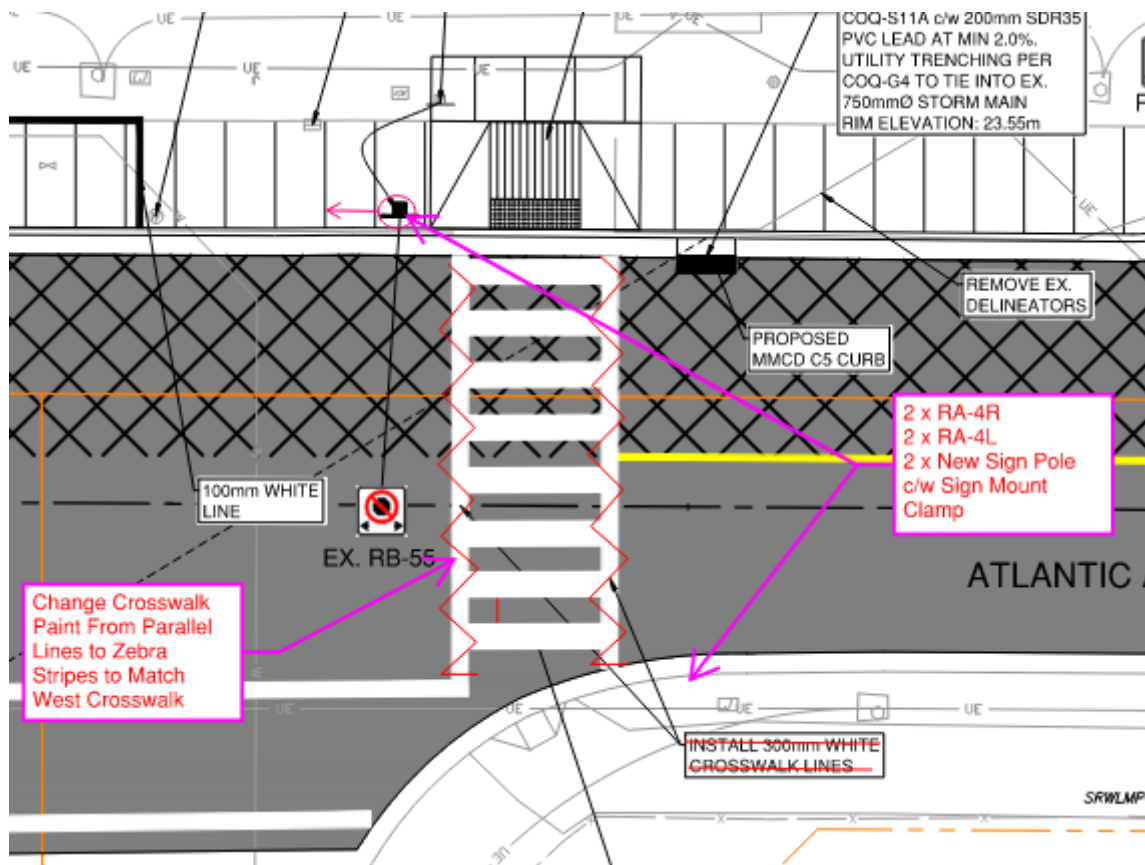 COQ-S11A c/w 200mm SDR35
PVC LEAD AT MIN 2.0%.
UTILITY TRENCHING PER
COQ-G4 TO TIE INTO EX.
750mmØ STORM MAIN
RIM ELEVATION: 23.55m
P
UE
UE
UE
UE
UE
UE
UE
REMOVE EX.
DELINEATORS
PROPOSED
MMCD C5 CURB
2 x RA-4R
2 x RA-4L
2 x New Sign Pole
c/w Sign Mount
Clamp
100mm WHITE
LINE
EX. RB-55
ATLANTIC A
Change Crosswalk
Paint From Parallel
Lines to Zebra
Stripes to Match
West Crosswalk
UE
UE
UE
UE
INSTALL 300mm WHITE
CROSSWALK LINES
SRWLMP
UE